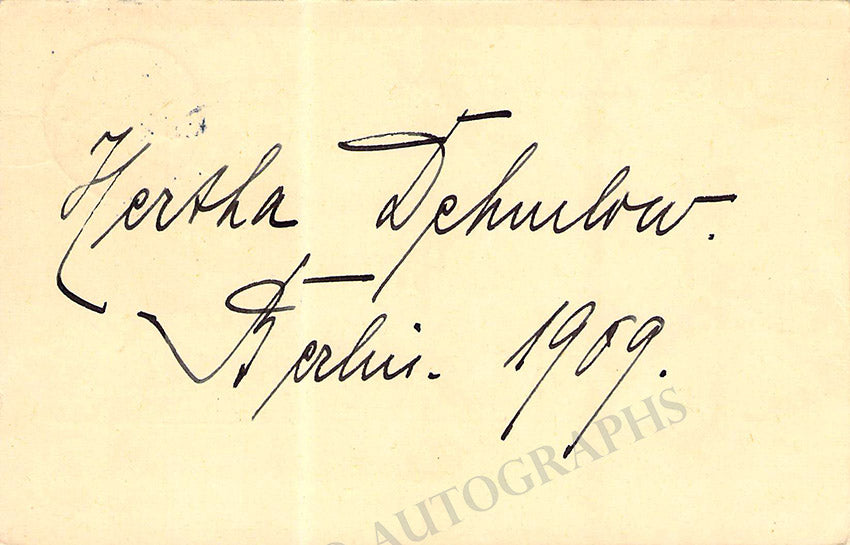 Hertha Dehmlow.
Berlin. 1909.
AUTOGRAPHS